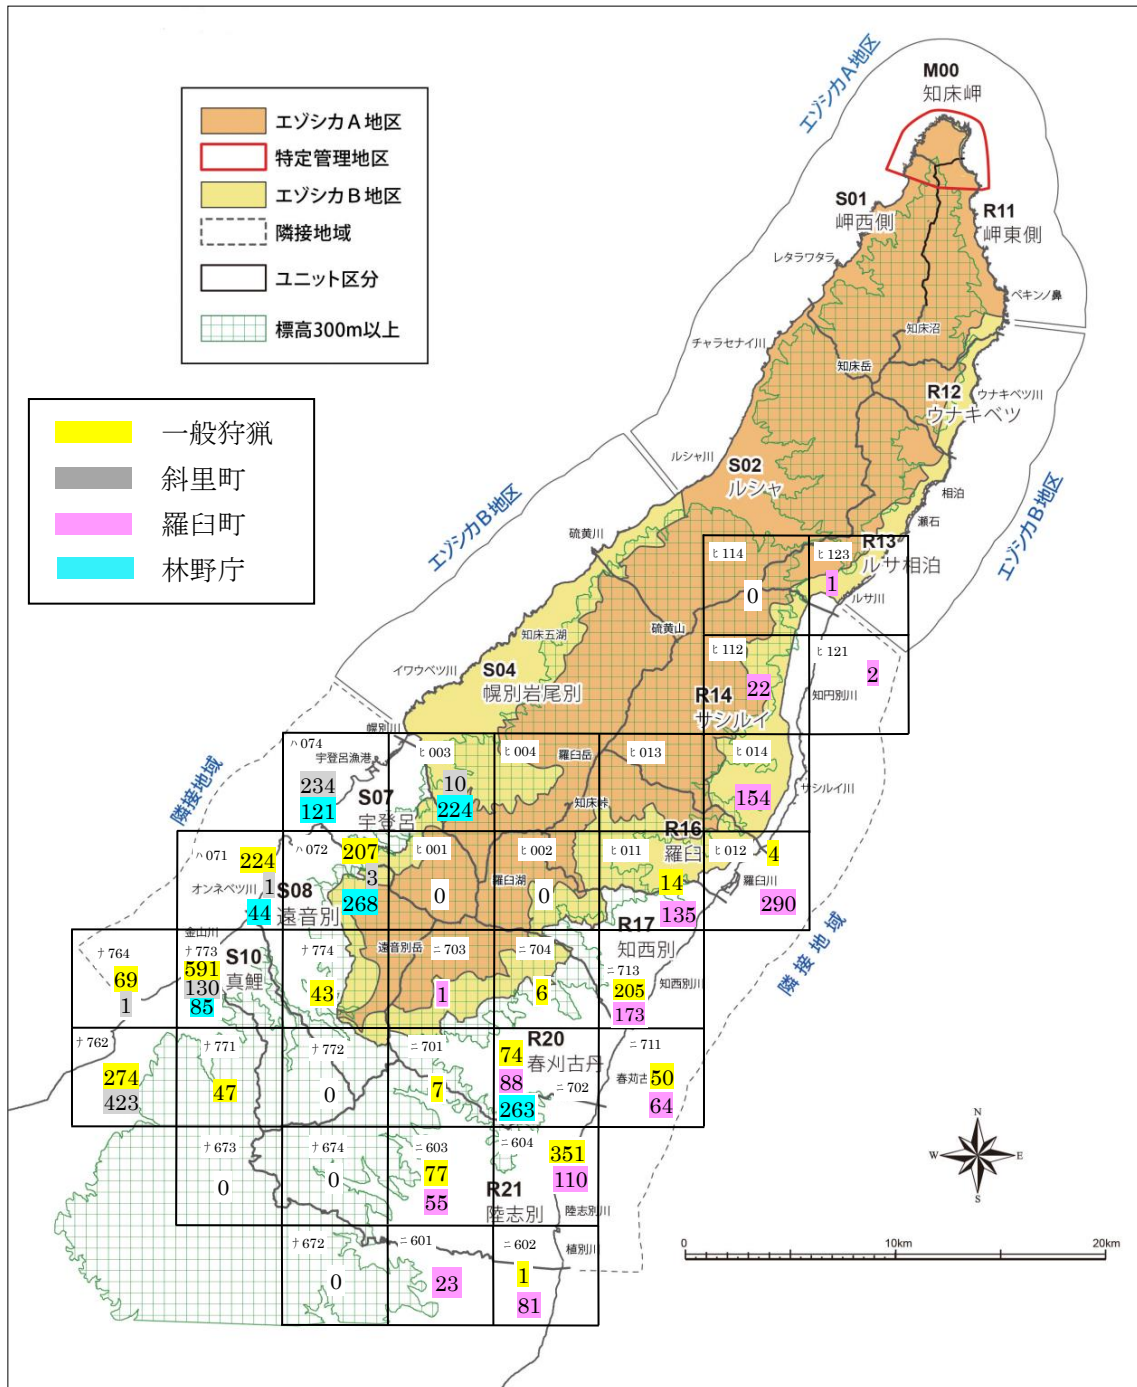 エゾシカA地区
M00
知床岬
エゾシカA地区
特定管理地区
エゾシカB地区
隣接地域
ユニット区分
標高300m以上
S01
岬西側
R11
岬東側
レタラワタラ
ペキンノ鼻
知床沼
チャラセナイ川
知床岳
R12
ウナキベツ
ウナキベツ川
一般狩猟
斜里町
羅臼町
林野庁
ルシャ川
S02
ルシャ
相泊
瀬石
エゾシカB地区
エゾシカB地区
硫黄川
R13
ルサ相泊
ルサ川
ヒ114
0
ヒ123
1
硫黄山
知床五湖
イワウベツ川
S04
幌別岩尾別
ヒ112
22
R14
サシルイ
ヒ121
2
知円別川
幌別川
隣接地域
ハ074
宇登呂漁港
234
121
S07
宇登呂
ヒ003
10
224
ヒ004
羅臼岳
知床峠
ヒ013
ヒ014
154
サシルイ川
R16
羅臼
ハ071
224
1
44
オンネベツ川
S08
遠音別
ハ072
207
3
268
ヒ001
0
ヒ002
羅臼湖
0
ヒ011
14
135
ヒ012
4
290
羅臼川
隣接地域
R17
知西別
金山川
ナ764
69
1
ナ773
591
130
85
S10
真鯉
ナ774
43
遠音別岳
ニ703
1
ニ704
6
ニ713
205
173
知西別川
ナ762
274
423
ナ771
47
ナ772
0
ニ701
7
R20
春刈古丹
74
88
263
ニ702
ニ711
春刈古
50
64
ナ673
0
ナ674
0
ニ603
77
55
ニ604
351
110
R21
陸志別
陸志別川
ナ672
0
ニ601
23
ニ602
1
81
植別川
N
W
E
S
0
10km
20km